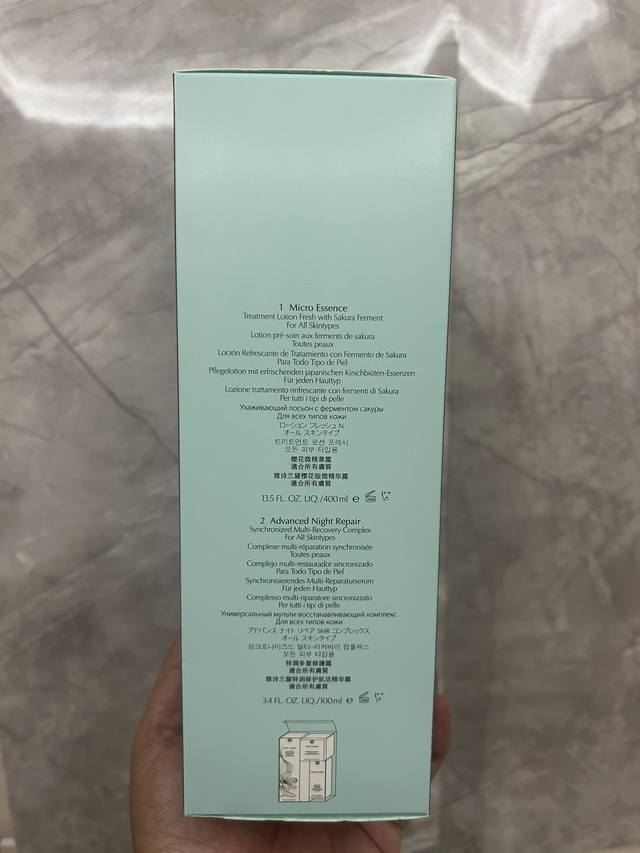 1 Micro Essence
Treatment Lotion Fresh with Sakura Ferment
For All Skintypes
Lotion pré-soin aux ferments de sakura
Toutes peaux
Loción Refrescante de Tratamiento con Fermento de Sakura
Para Todo Tipo de Piel
Pflegelotion mit erfrischenden japanischen Kirschblüten-Essenzen
Für jeden Hauttyp
Lozione trattamento rinfrescante con fermenti di Sakura
Per tutti i tipi di pelle
Ухаживающий лосьон с ферментом сакуры
Для всех типов кожи
ローション フレッシュ N
オール スキンタイプ
트리트먼트 로션 프레시
모든 피부 타입용
櫻花微精華露
適合所有膚質
雅诗兰黛樱花版微精华露
適合所有膚質
13.5 FL. OZ. LIQ./400ml e
2 Advanced Night Repair
Synchronized Multi-Recovery Complex
For All Skintypes
Complexe multi-réparation synchronisée
Toutes peaux
Complejo multi-restaurador sincronizado
Para Todo Tipo de Piel
Synchronisierendes Multi-Reparaturserum
Für jeden Hauttyp
Complesso multi-riparatore sincronizzato
Per tutti i tipi di pelle
Универсальный мульти-восстанавливающий комплекс
Для всех типов кожи
アドバンス ナイト リペア SMR コンプレックス
オール スキンタイプ
싱크로나이즈드 멀티-리커버리 컴플렉스
모든 피부 타입용
特潤多重修護露
適合所有膚質
雅诗兰黛特润修护肌活精华露
適合所有膚質
3.4 FL. OZ. LIQ./100ml e